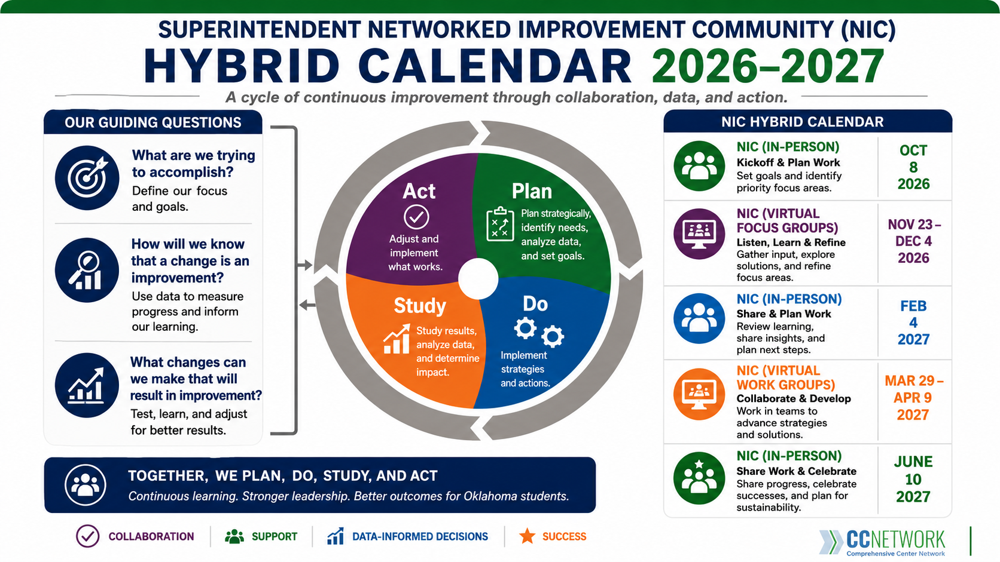 SUPERINTENDENT NETWORKED IMPROVEMENT COMMUNITY (NIC)
HYBRID CALENDAR 2026–2027
A cycle of continuous improvement through collaboration, data, and action.
OUR GUIDING QUESTIONS
What are we trying
to accomplish?
Define our focus
and goals.
How will we know
that a change is an
improvement?
Use data to measure
progress and inform
our learning.
What changes can
we make that will
result in improvement?
Test, learn, and adjust
for better results.
Act
Adjust and
implement
what works.
Plan
Plan strategically,
identify needs,
analyze data,
and set goals.
Study
Study results,
analyze data,
and determine
impact.
Do
Implement
strategies
and actions.
NIC HYBRID CALENDAR
NIC (IN-PERSON)
Kickoff & Plan Work
Set goals and identify
priority focus areas.
OCT
8
2026
NIC (VIRTUAL
FOCUS GROUPS)
Listen, Learn & Refine
Gather input, explore
solutions, and refine
focus areas.
NOV 23–
DEC 4
2026
NIC (IN-PERSON)
Share & Plan Work
Review learning,
share insights, and
plan next steps.
FEB
4
2027
NIC (VIRTUAL
WORK GROUPS)
Collaborate & Develop
Work in teams to
advance strategies
and solutions.
MAR 29–
APR 9
2027
NIC (IN-PERSON)
Share Work & Celebrate
Share progress, celebrate
successes, and plan for
sustainability.
JUNE
10
2027
TOGETHER, WE PLAN, DO, STUDY, AND ACT
Continuous learning. Stronger leadership. Better outcomes for Oklahoma students.
COLLABORATION
SUPPORT
DATA-INFORMED DECISIONS
SUCCESS
CCNETWORK
Comprehensive Center Network